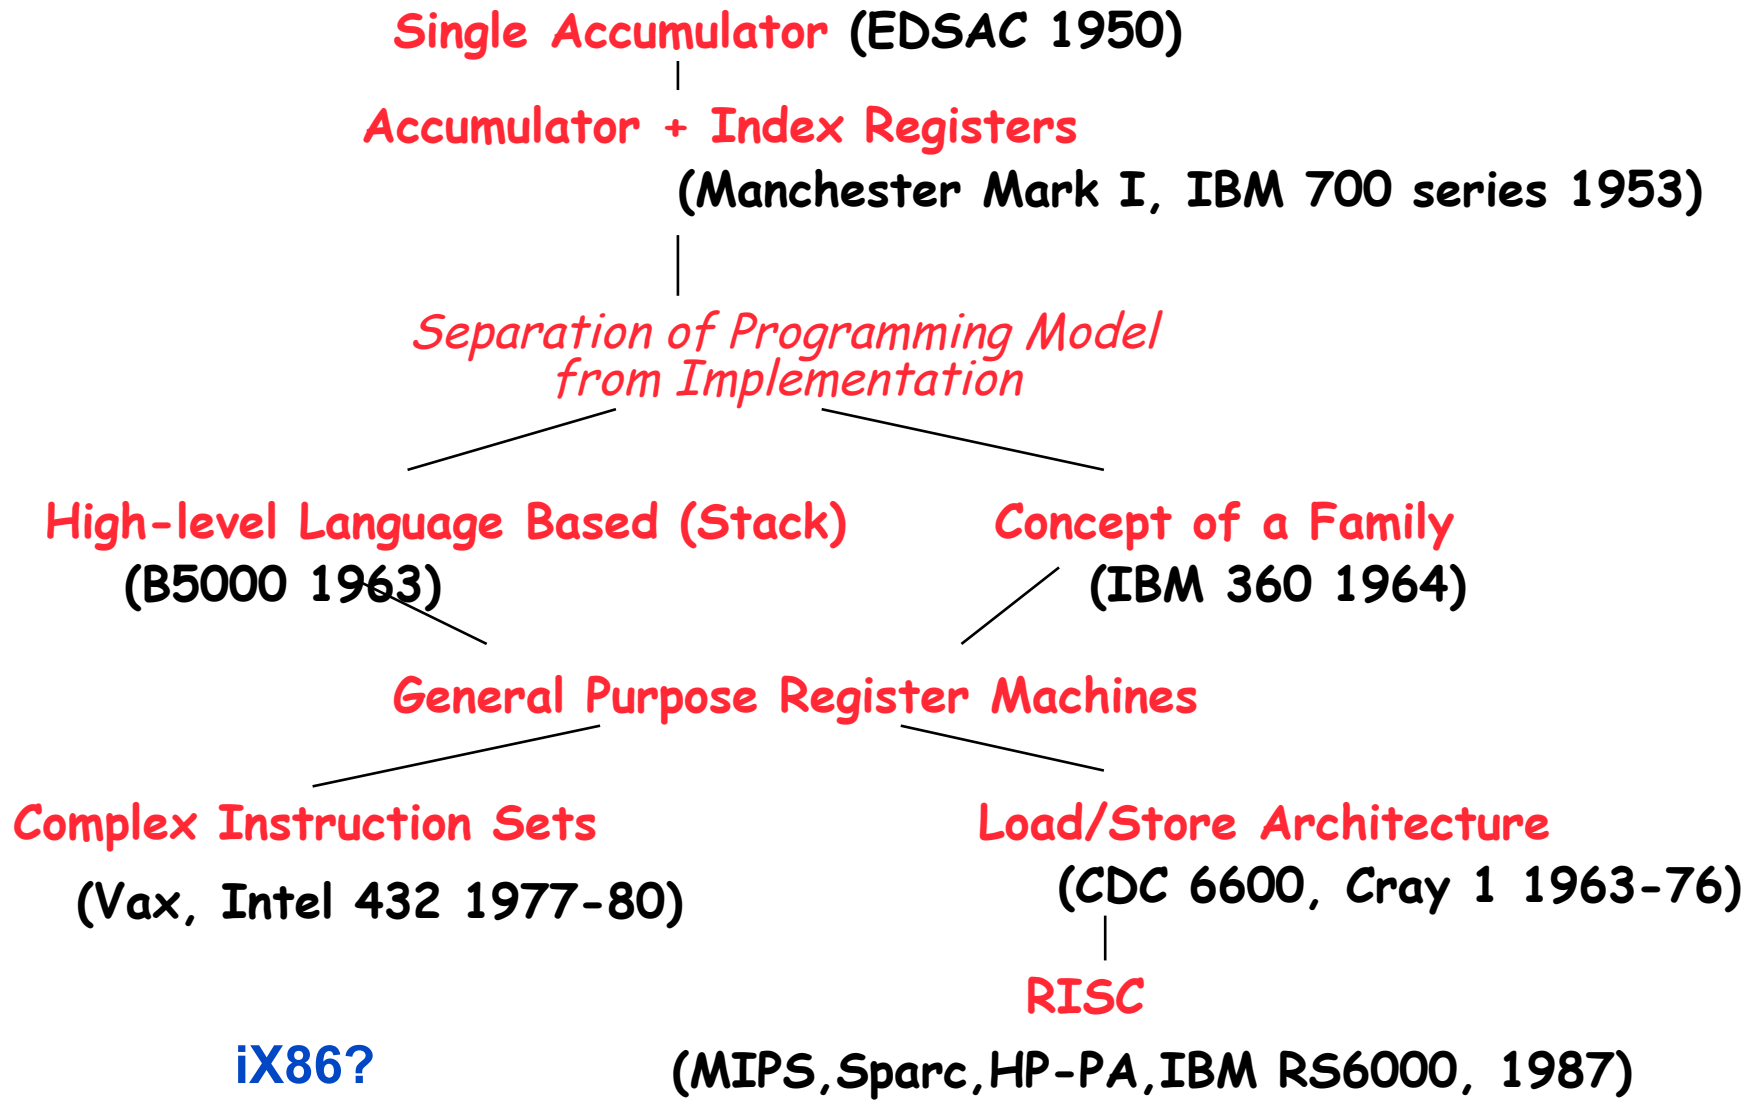 Single Accumulator (EDSAC 1950)
Accumulator + Index Registers
(Manchester Mark I, IBM 700 series 1953)
Separation of Programming Model
from Implementation
High-level Language Based (Stack)
Concept of a Family
(B5000 1963)
(IBM 360 1964)
General Purpose Register Machines
Complex Instruction Sets
Load/Store Architecture
(Vax, Intel 432 1977-80)
(CDC 6600, Cray 1 1963-76)
RISC
iX86?
(MIPS,Sparc,HP-PA,IBM RS6000, 1987)